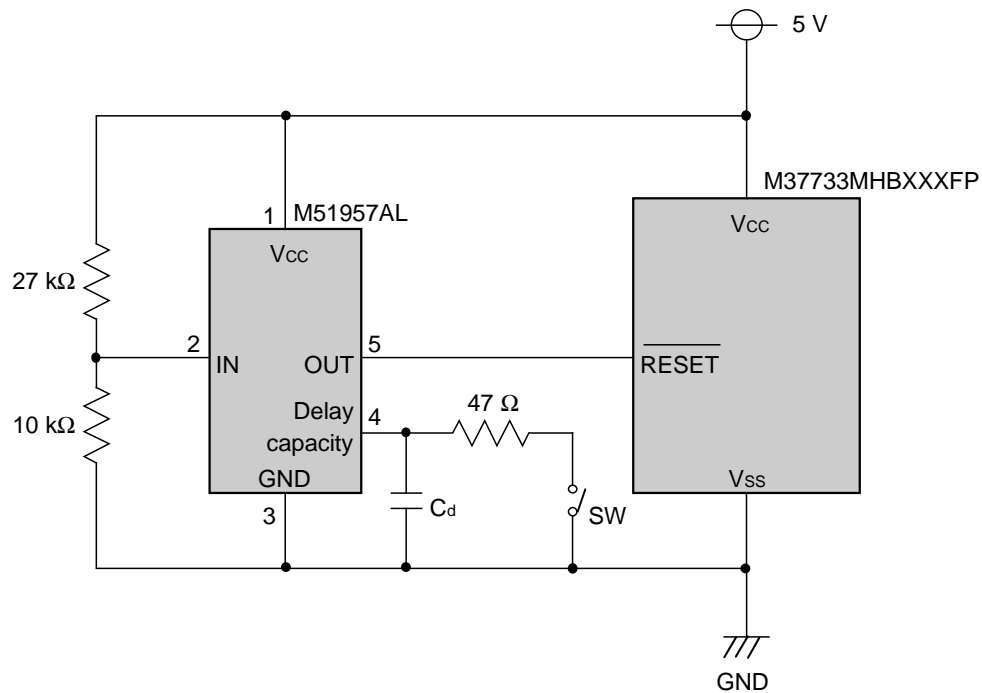 5 V
M37733MHBXXXFP
1
M51957AL
VCC
VCC
27 kΩ
2
IN
OUT
5
RESET
10 kΩ
Delay
capacity
4
47 Ω
GND
3
Cd
SW
VSS
GND